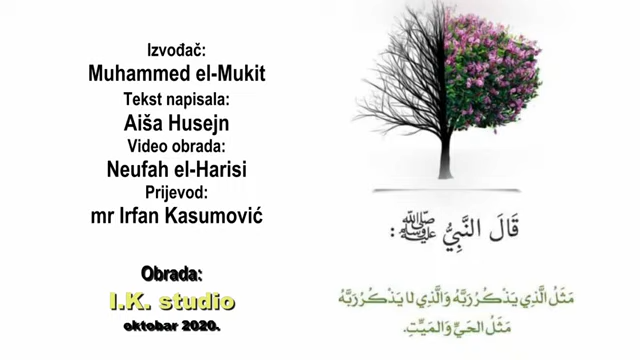 Izvođač:
Muhammed el-Mukit
Tekst napisala:
Aiša Husejn
Video obrada:
Neufah el-Harisi
Prijevod:
mr Irfan Kasumović
Obrada:
I.K. studio
oktobar 2020.
قَالَ النَّبِيُّ ﷺ :
مَثَلُ الَّذِي يَذْكُرُ رَبَّهُ وَالَّذِي لا يَذْكُرُ رَبَّهُ
مَثَلُ الحَيِّ وَالمَيِّتِ.